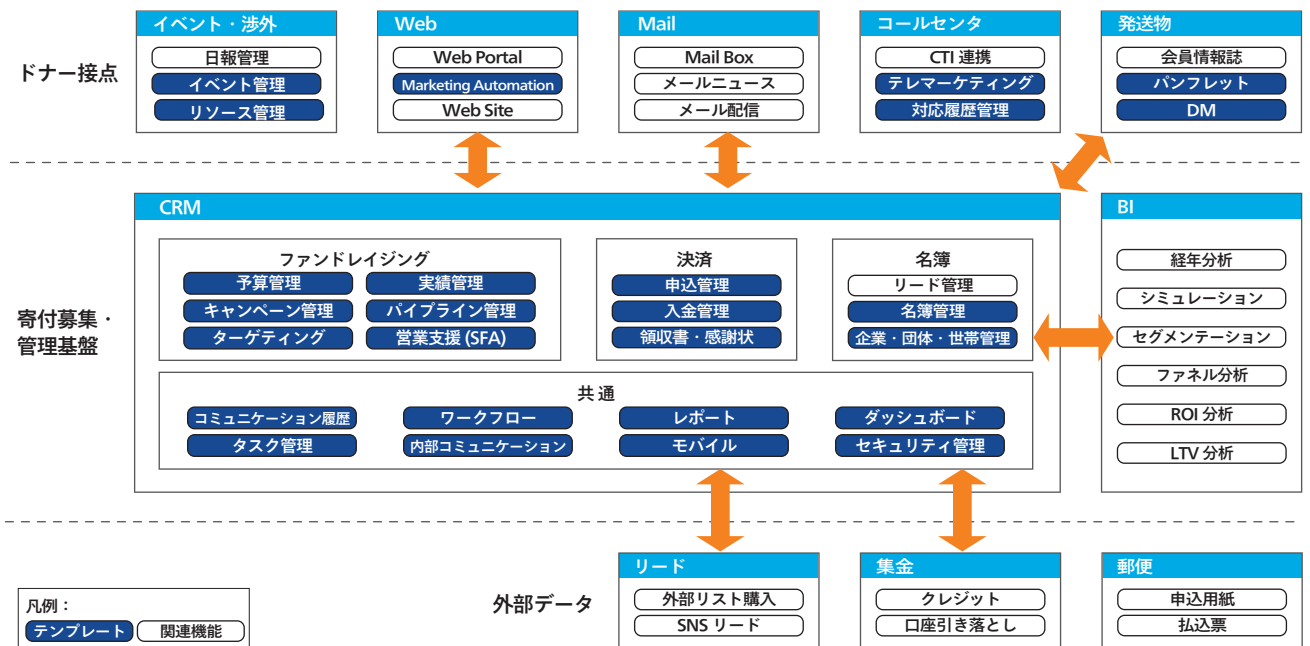 イベント・渉外
日報管理
イベント管理
リソース管理
Web
Web Portal
Marketing Automation
Web Site
Mail
Mail Box
メールニュース
メール配信
コールセンタ
CTI 連携
テレマーケティング
対応履歴管理
発送物
会員情報誌
パンフレット
DM
ドナー接点
CRM
ファンドレイジング
予算管理
実績管理
キャンペーン管理
パイプライン管理
ターゲティング
営業支援 (SFA)
決済
申込管理
入金管理
領収書・感謝状
名簿
リード管理
名簿管理
企業・団体・世帯管理
共通
コミュニケーション履歴
ワークフロー
レポート
ダッシュボード
タスク管理
内部コミュニケーション
モバイル
セキュリティ管理
BI
経年分析
シミュレーション
セグメンテーション
ファネル分析
ROI 分析
LTV 分析
寄付募集・
管理基盤
外部データ
リード
外部リスト購入
SNS リード
集金
クレジット
口座引き落とし
郵便
申込用紙
払込票
凡例：
テンプレート
関連機能